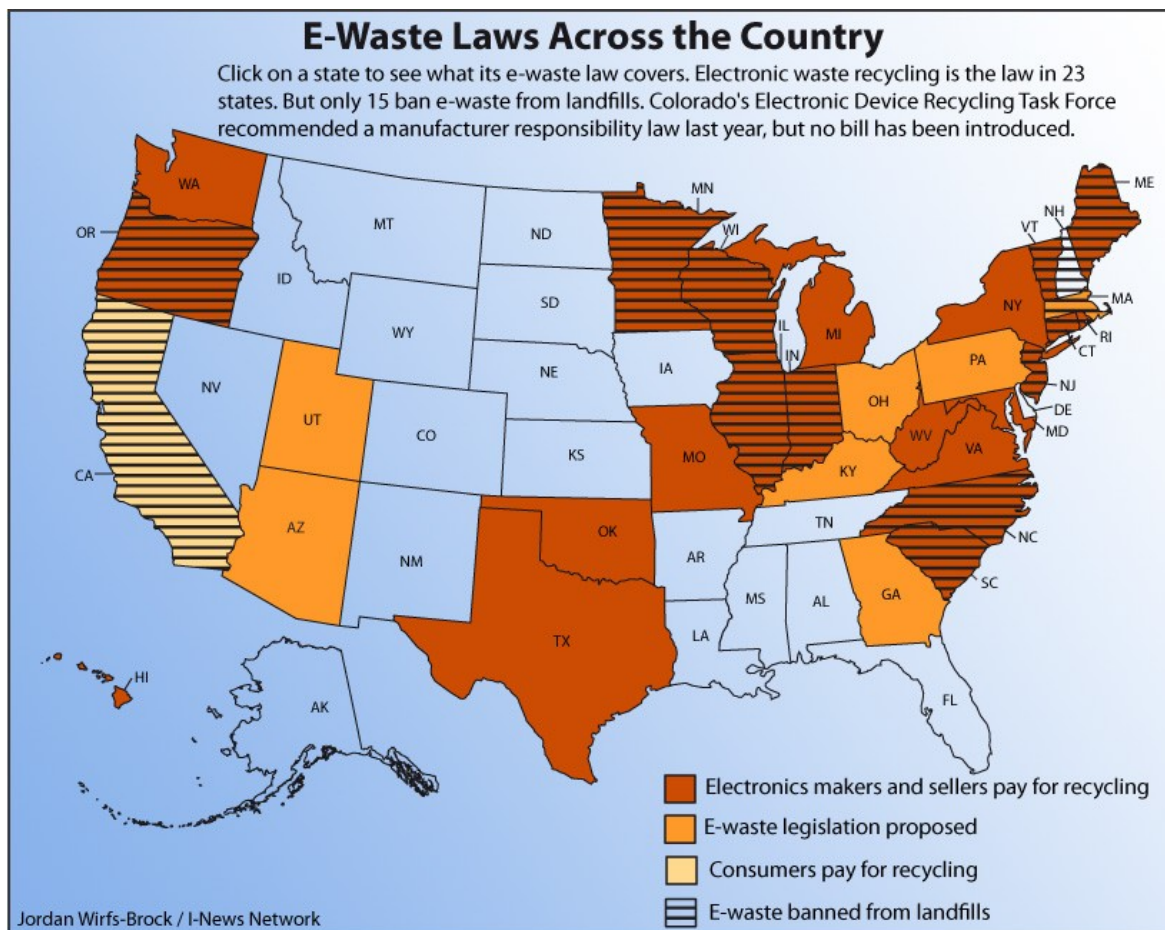 E-Waste Laws Across the Country
Click on a state to see what its e-waste law covers. Electronic waste recycling is the law in 23
states. But only 15 ban e-waste from landfills. Colorado's Electronic Device Recycling Task Force
recommended a manufacturer responsibility law last year, but no bill has been introduced.
WA
OR
MT
ID
ND
SD
WY
NV
UT
CO
NE
KS
CA
AZ
NM
OK
TX
MN
WI
IA
IL
IN
MI
MO
AR
LA
MS
AL
TN
KY
OH
WV
VA
NC
SC
GA
FL
PA
NY
VT
NH
ME
MA
RI
CT
NJ
DE
MD
HI
AK
Electronics makers and sellers pay for recycling
E-waste legislation proposed
Consumers pay for recycling
E-waste banned from landfills
Jordan Wirfs-Brock / I-News Network